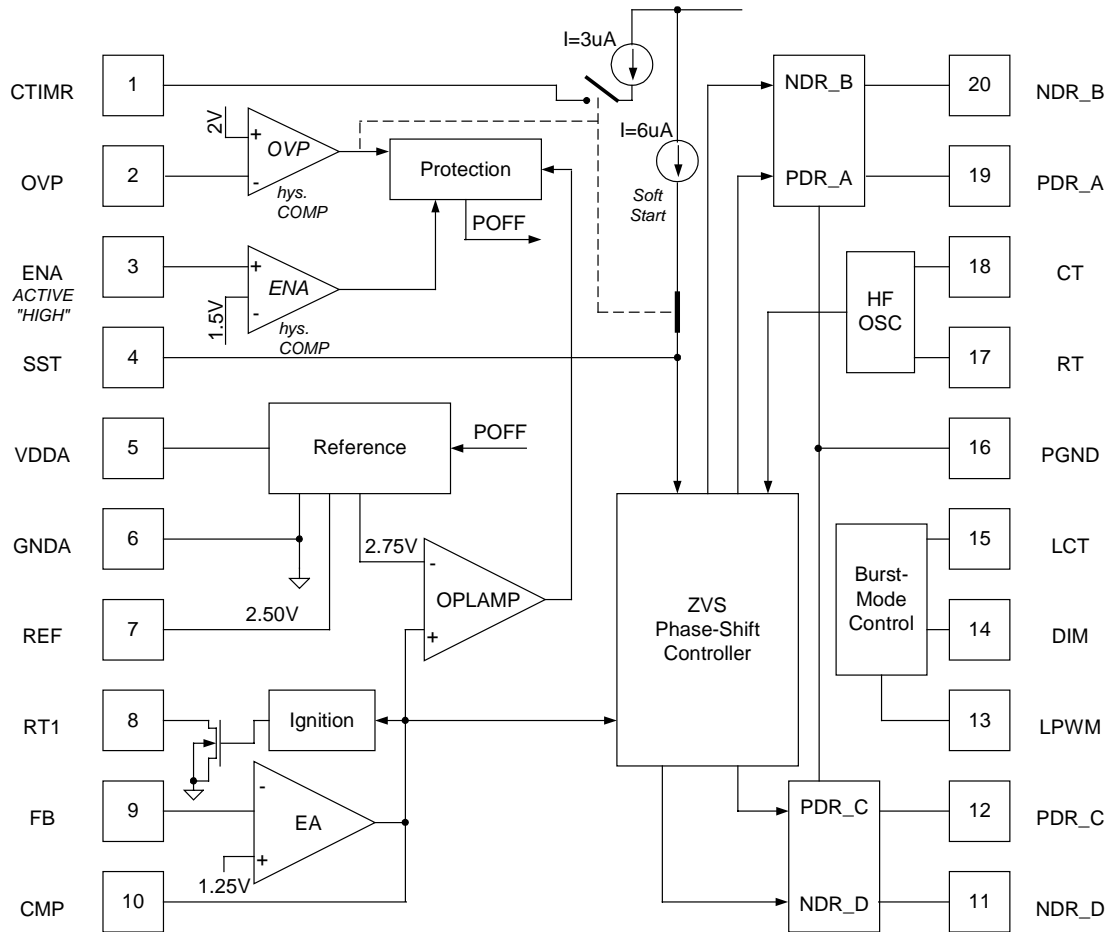 I=3uA
CTIMR
1
2V
+
OVP
-
hys.
COMP
OVP
2
Protection
POFF
I=6uA
Soft
Start
NDR_B
PDR_A
20
NDR_B
19
PDR_A
ENA
ACTIVE
"HIGH"
3
+
ENA
-
1.5V
hys.
COMP
SST
4
HF
OSC
18
CT
17
RT
VDDA
5
Reference
POFF
16
PGND
GNDA
6
2.75V
-
OPLAMP
+
REF
7
2.50V
ZVS
Phase-Shift
Controller
Burst-
Mode
Control
15
LCT
14
DIM
RT1
8
Ignition
13
LPWM
FB
9
-
EA
+
1.25V
PDR_C
NDR_D
12
PDR_C
CMP
10
11
NDR_D